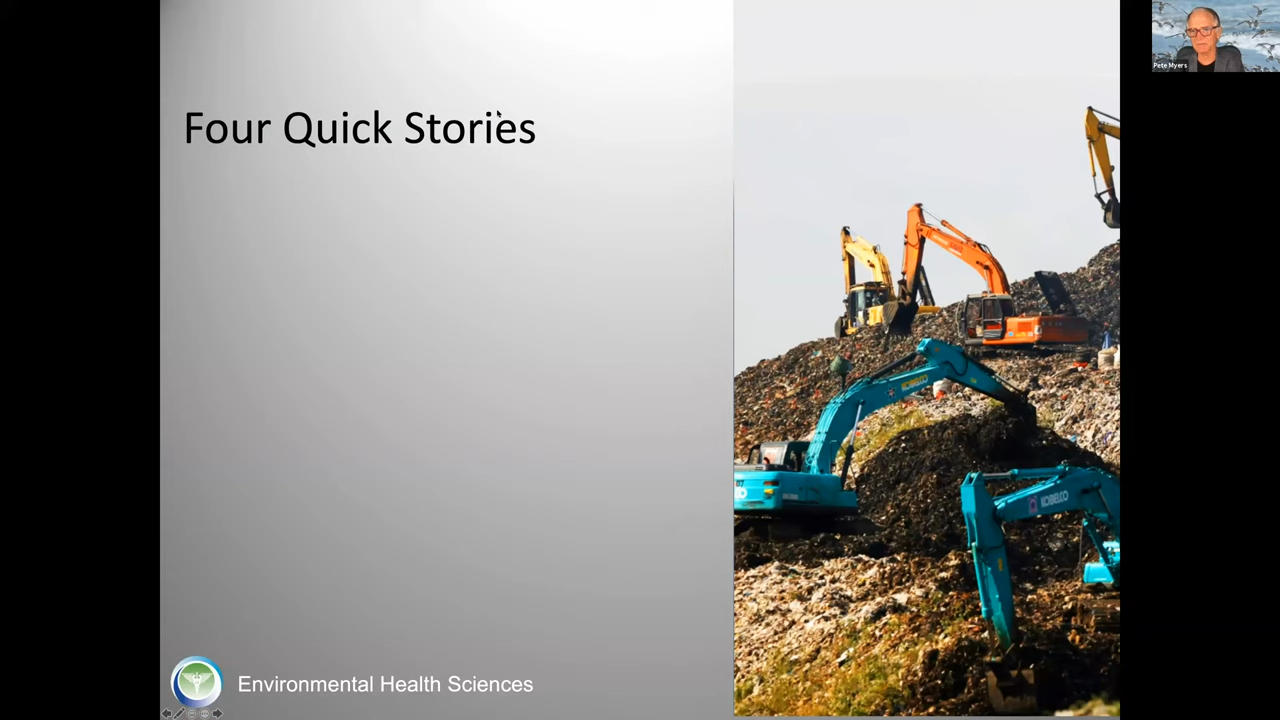 Four Quick Stories
Pete Myers
KOBELCO
KOBELCO
Environmental Health Sciences